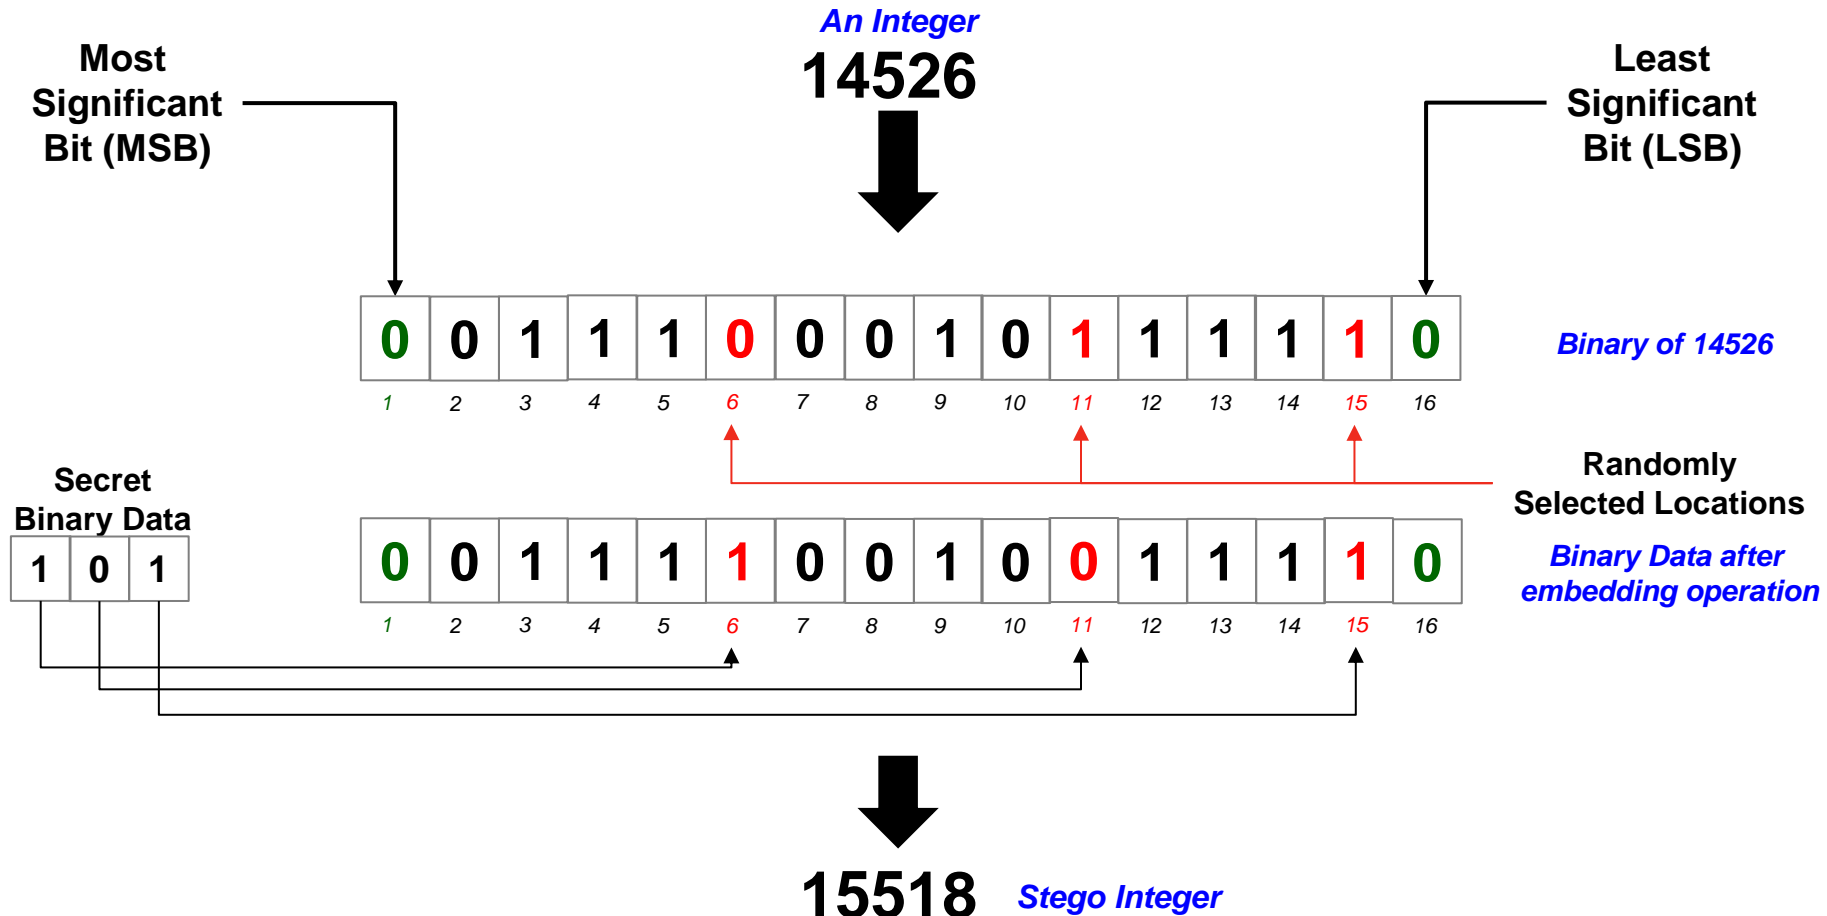 An Integer
14526
Most
Significant
Bit (MSB)
Least
Significant
Bit (LSB)
0 0 1 1 1 0 0 0 1 0 1 1 1 1 1 0
Binary of 14526
1 2 3 4 5 6 7 8 9 10 11 12 13 14 15 16
Randomly
Selected Locations
Secret
Binary Data
1 0 1
0 0 1 1 1 1 0 0 1 0 0 1 1 1 1 0
Binary Data after
embedding operation
1 2 3 4 5 6 7 8 9 10 11 12 13 14 15 16
15518
Stego Integer